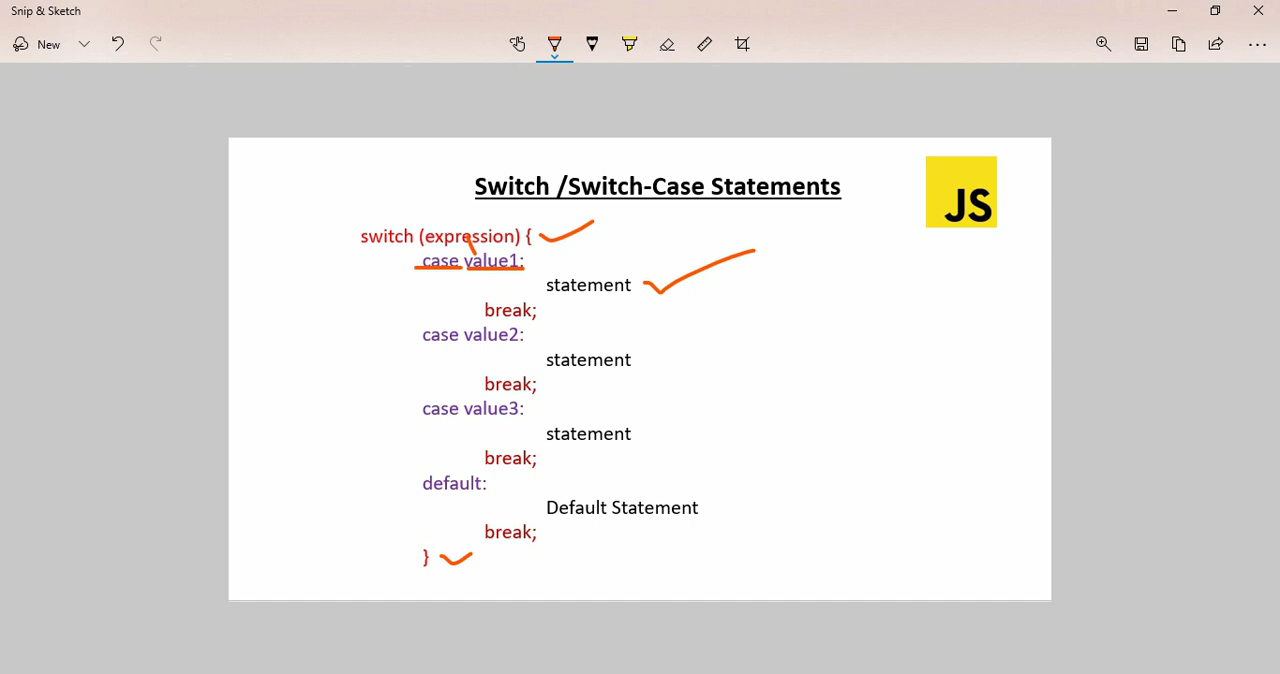 Snip & Sketch
New
Switch /Switch-Case Statements
JS
switch (expression) {
case value1:
statement
break;
case value2:
statement
break;
case value3:
statement
break;
default:
Default Statement
break;
}